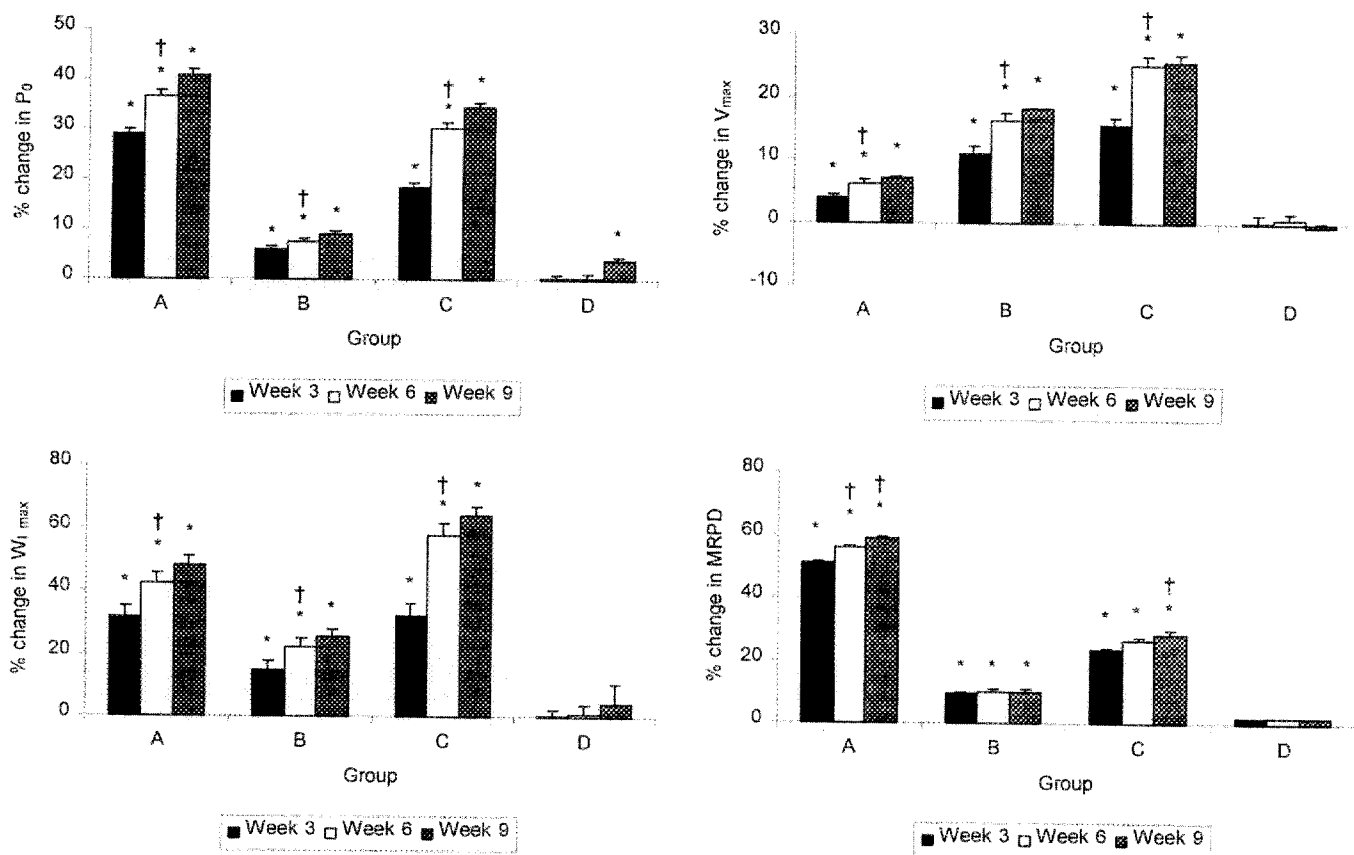 % change in P0
50
40
30
20
10
0
† †
* * *
* † * *
* * * *
A B C D
Group
Week 3 Week 6 Week 9
% change in Vmax
30
20
10
0
-10
† *
* *
† *
* *
† * *
* * *
A B C D
Group
Week 3 Week 6 Week 9
% change in WI max
80
60
40
20
0
† *
* *
† *
* *
† *
* *
A B C D
Group
Week 3 Week 6 Week 9
% change in MRPD
80
60
40
20
0
† †
* * *
* * *
†
* * *
A B C D
Group
Week 3 Week 6 Week 9